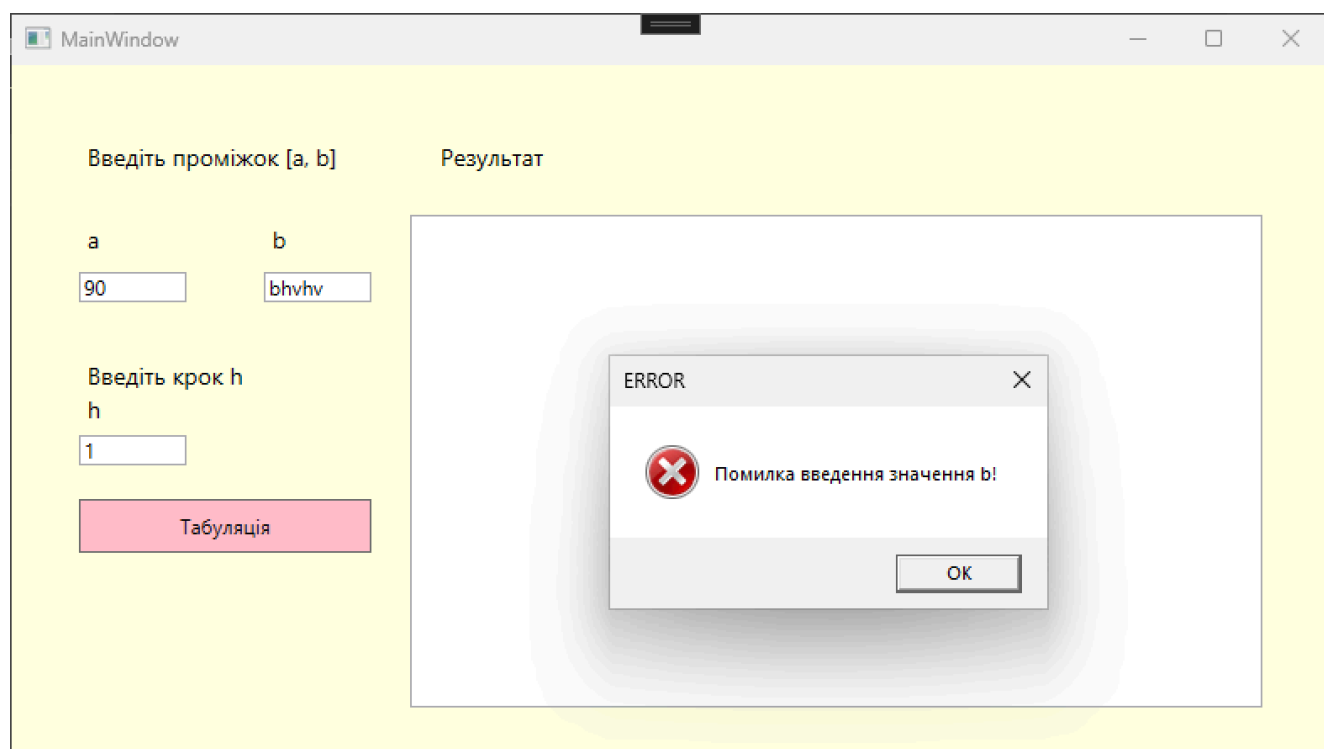 MainWindow
Введіть проміжок [a, b]
Результат
a
b
90
bhvhv
Введіть крок h
h
1
Табуляція
ERROR
Помилка введення значення b!
OK